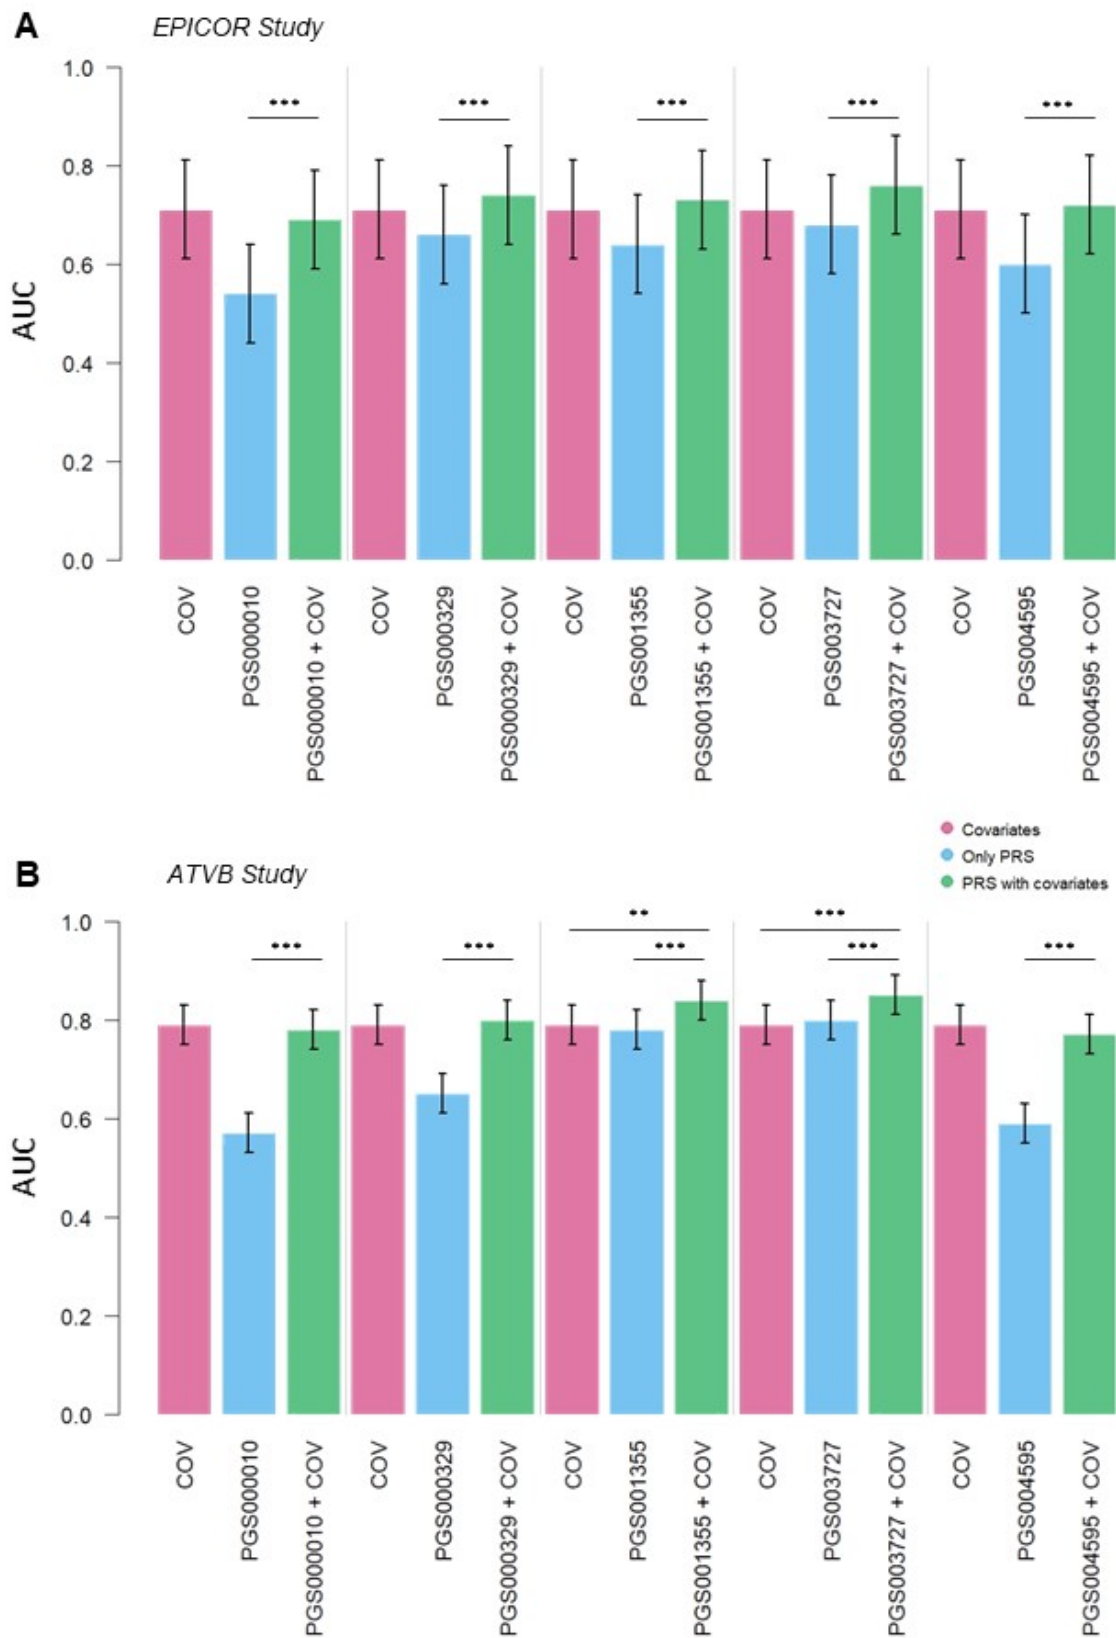 A
EPICOR Study
AUC
1.0
0.8
0.6
0.4
0.2
0.0
*** *** *** *** ***
COV
PGS000010
PGS000010 + COV
COV
PGS000329
PGS000329 + COV
COV
PGS001355
PGS001355 + COV
COV
PGS003727
PGS003727 + COV
COV
PGS004595
PGS004595 + COV
Covariates
Only PRS
PRS with covariates
B
ATVB Study
AUC
1.0
0.8
0.6
0.4
0.2
0.0
** ***
*** *** *** *** ***
COV
PGS000010
PGS000010 + COV
COV
PGS000329
PGS000329 + COV
COV
PGS001355
PGS001355 + COV
COV
PGS003727
PGS003727 + COV
COV
PGS004595
PGS004595 + COV